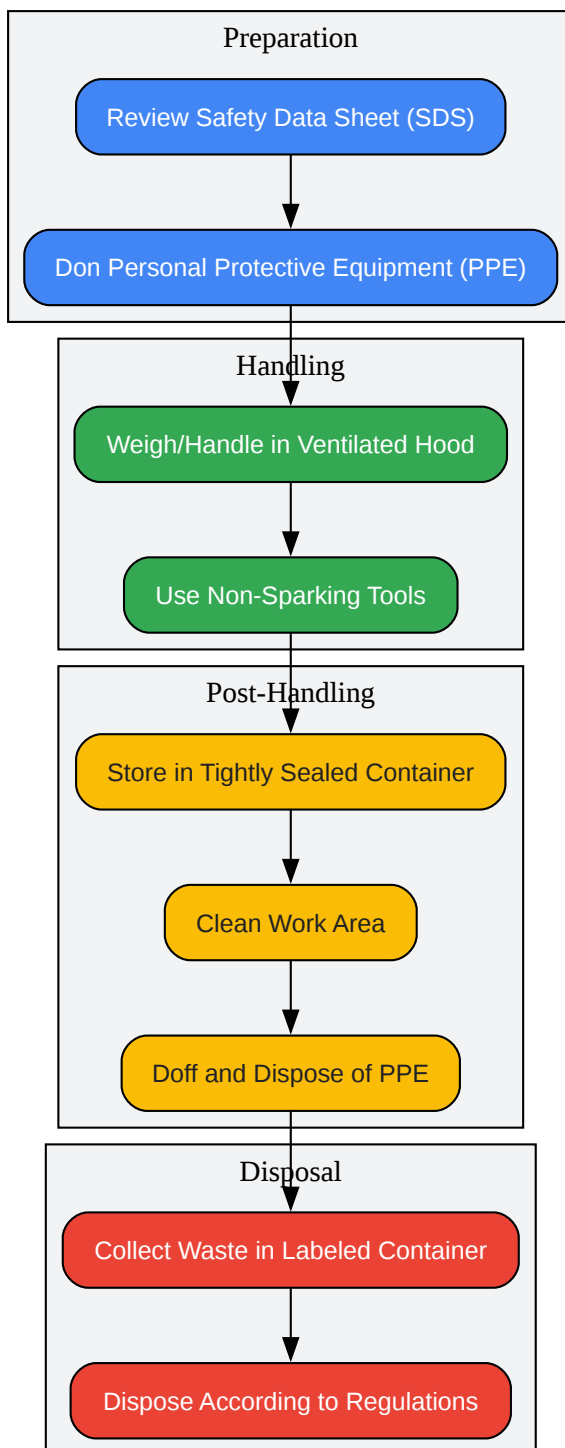 Preparation
Review Safety Data Sheet (SDS)
Don Personal Protective Equipment (PPE)
Handling
Weigh/Handle in Ventilated Hood
Use Non-Sparking Tools
Post-Handling
Store in Tightly Sealed Container
Clean Work Area
Doff and Dispose of PPE
Disposal
Collect Waste in Labeled Container
Dispose According to Regulations